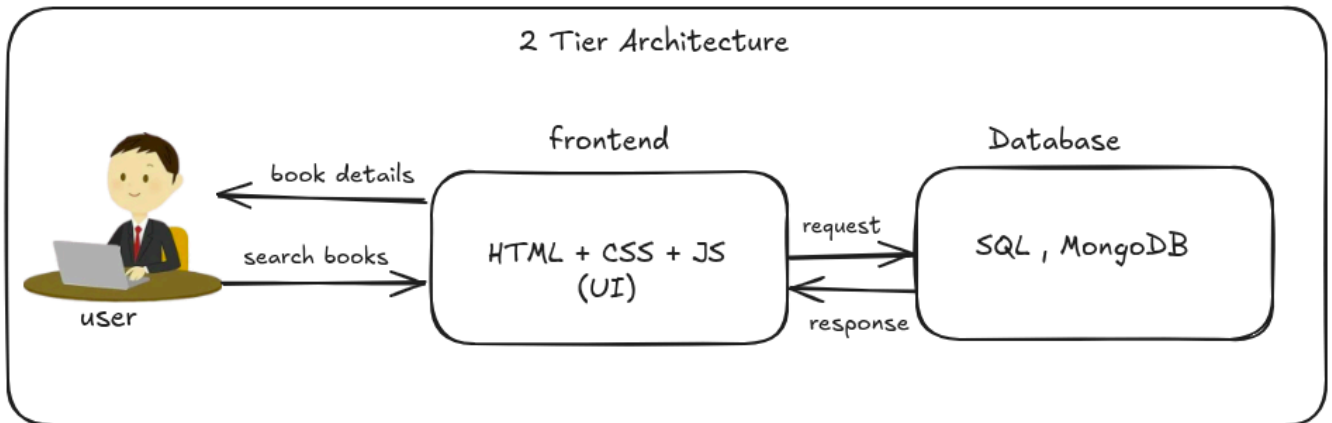 2 Tier Architecture
frontend
Database
book details
search books
user
HTML + CSS + JS
(UI)
request
response
SQL , MongoDB